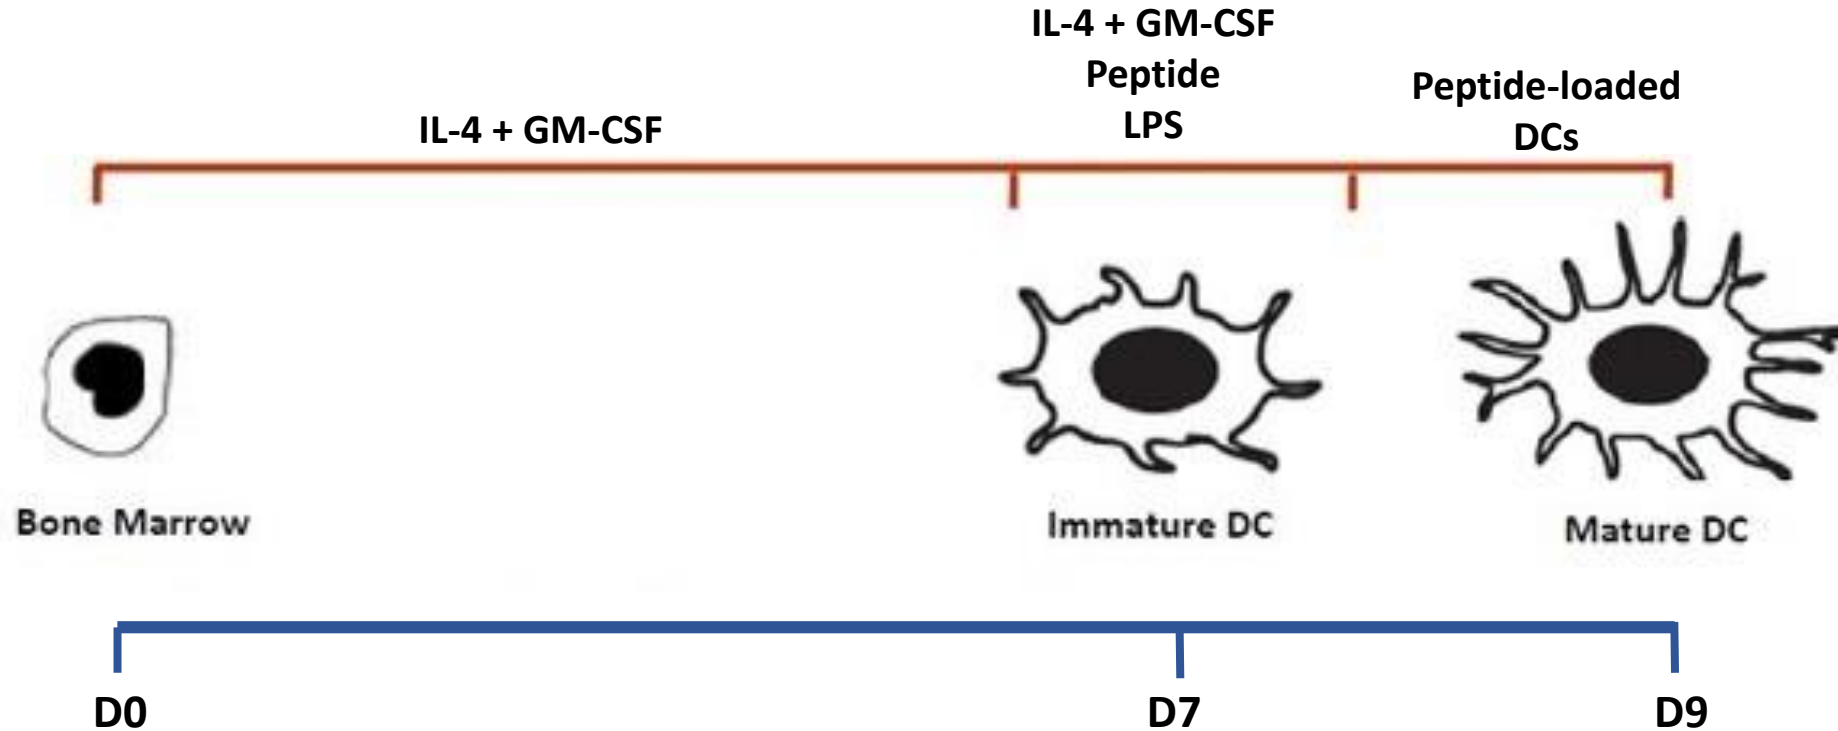 IL-4 + GM-CSF
IL-4 + GM-CSF
Peptide
LPS
Peptide-loaded
DCs
Bone Marrow
Immature DC
Mature DC
D0
D7
D9